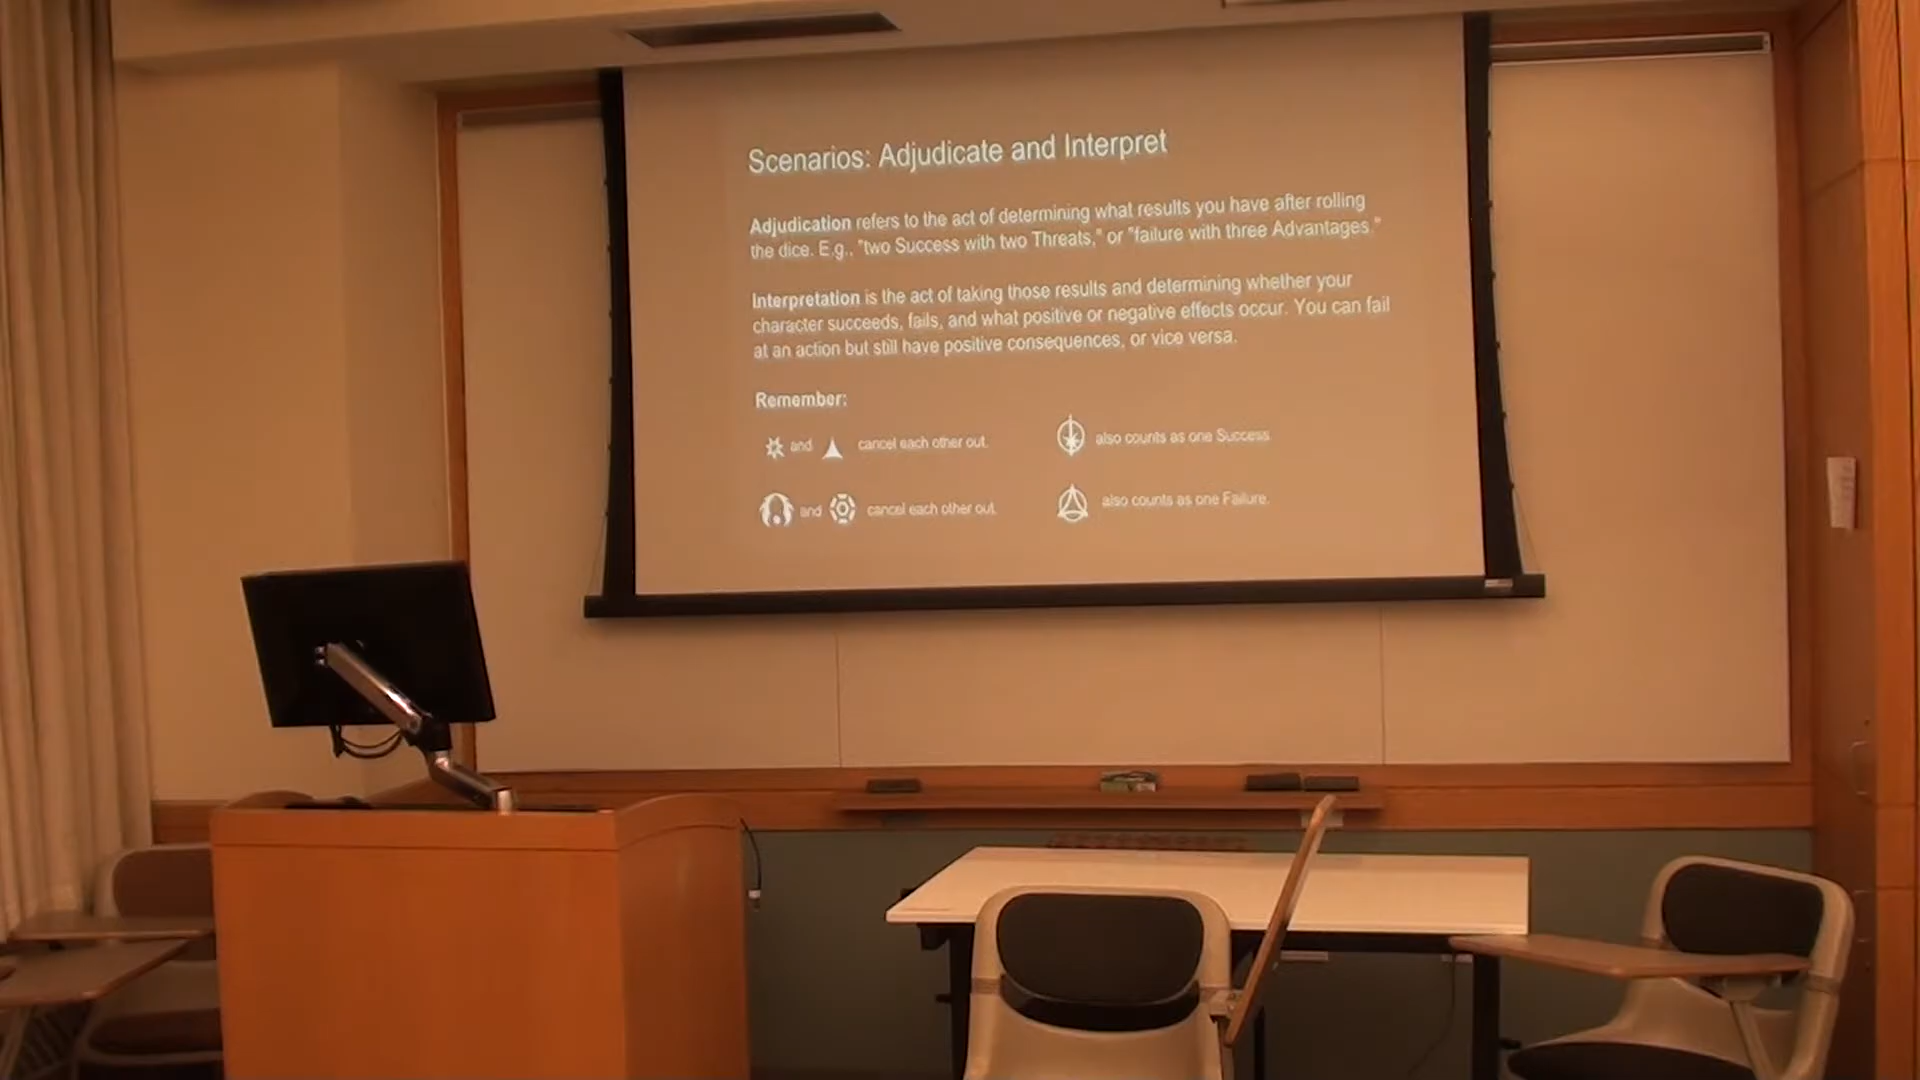 Scenarios: Adjudicate and Interpret
Adjudication refers to the act of determining what results you have after rolling
the dice. E.g., "two Success with two Threats," or "failure with three Advantages."
Interpretation is the act of taking those results and determining whether your
character succeeds, fails, and what positive or negative effects occur. You can fail
at an action but still have positive consequences, or vice versa.
Remember:
and cancel each other out.
also counts as one Success.
and cancel each other out.
also counts as one Failure.